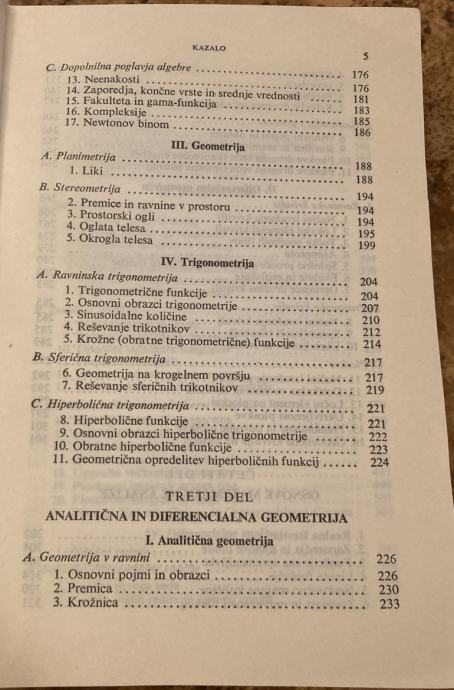 KAZALO
5
C. Dopolnilna poglavja algebre 176
13. Neenakosti 176
14. Zaporedja, končne vrste in srednje vrednosti 181
15. Fakulteta in gama-funkcija 183
16. Kompleksije 185
17. Newtonov binom 186
III. Geometrija
A. Planimetrija 188
1. Liki 188
B. Stereometrija 194
2. Premice in ravnine v prostoru 194
3. Prostorski ogli 194
4. Oglata telesa 195
5. Okrogla telesa 199
IV. Trigonometrija
A. Ravninska trigonometrija 204
1. Trigonometrične funkcije 204
2. Osnovni obrazci trigonometrije 207
3. Sinusoidalne količine 210
4. Reševanje trikotnikov 212
5. Krožne (obratne trigonometrične) funkcije 214
B. Sferična trigonometrija 217
6. Geometrija na krogelnem površju 217
7. Reševanje sferičnih trikotnikov 219
C. Hiperbolična trigonometrija 221
8. Hiperbolične funkcije 221
9. Osnovni obrazci hiperbolične trigonometrije 222
10. Obratne hiperbolične funkcije 223
11. Geometrična opredelitev hiperboličnih funkcij 224
TRETJI DEL
ANALITIČNA IN DIFERENCIALNA GEOMETRIJA
I. Analitična geometrija
A. Geometrija v ravnini 226
1. Osnovni pojmi in obrazci 226
2. Premica 230
3. Krožnica 233